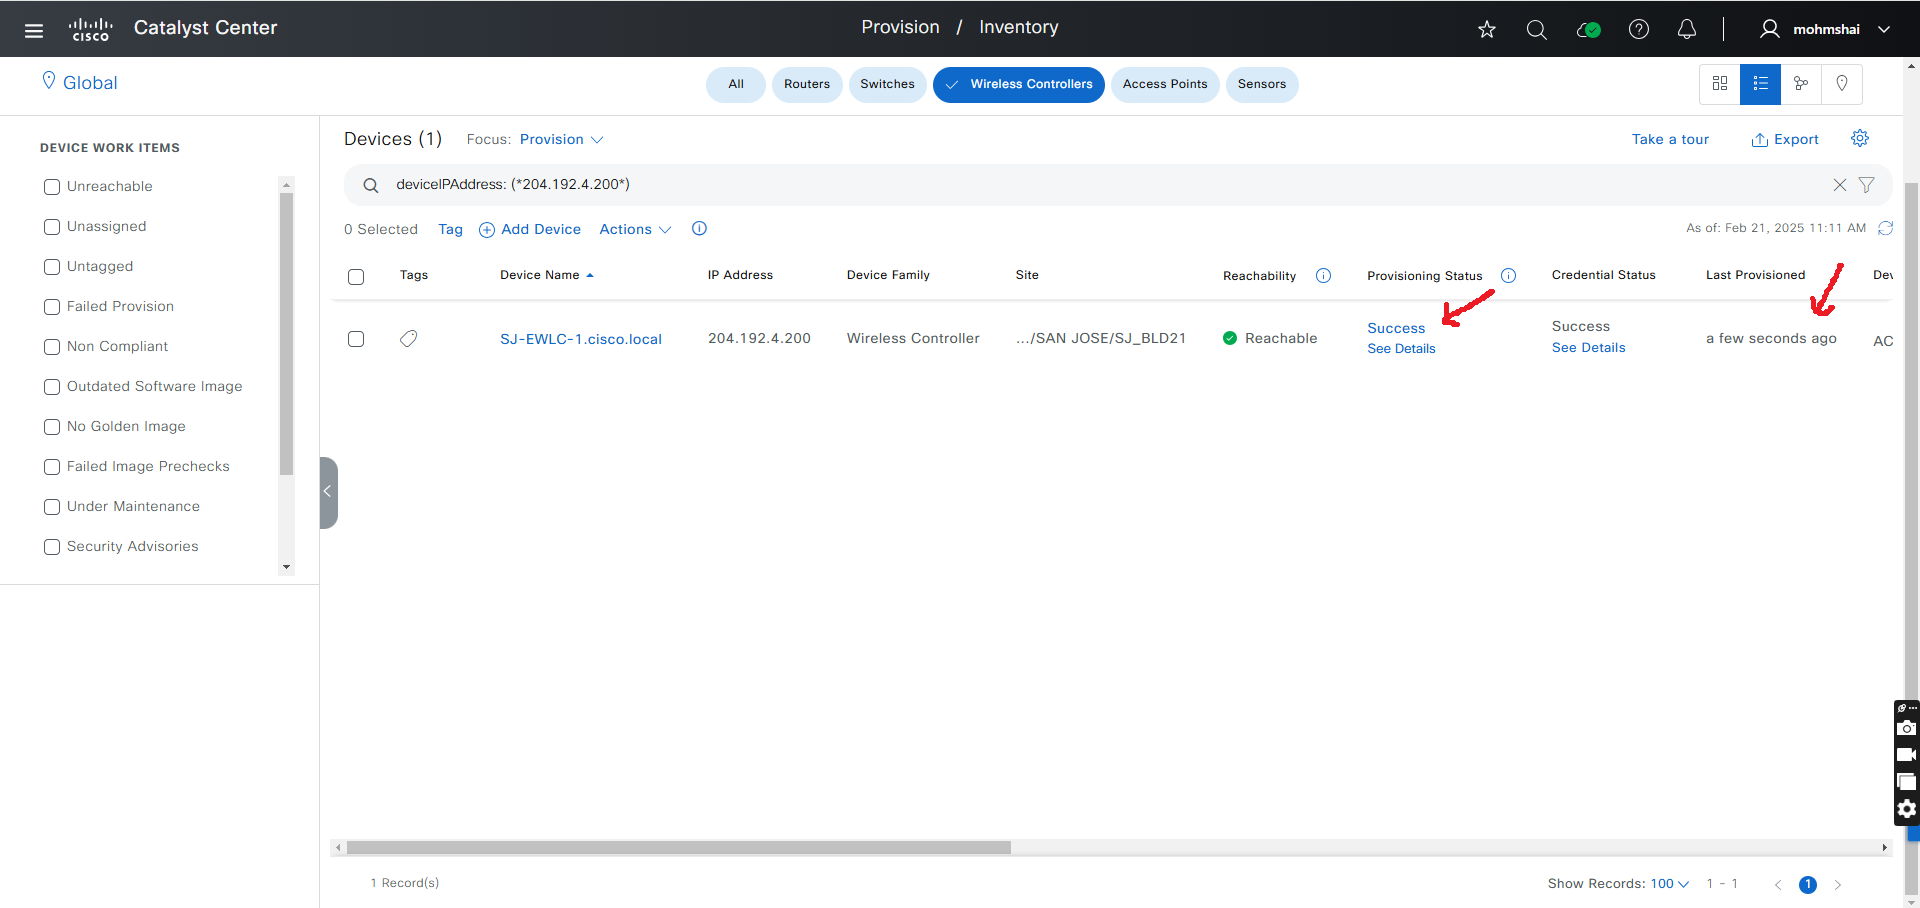 cisco Catalyst Center Provision / Inventory mohmshai
Global All Routers Switches Wireless Controllers Access Points Sensors
DEVICE WORK ITEMS
Unreachable
Unassigned
Untagged
Failed Provision
Non Compliant
Outdated Software Image
No Golden Image
Failed Image Prechecks
Under Maintenance
Security Advisories
Devices (1) Focus: Provision Take a tour Export
deviceIPAddress: (*204.192.4.200*)
0 Selected Tag Add Device Actions As of: Feb 21, 2025 11:11 AM
Tags Device Name IP Address Device Family Site Reachability Provisioning Status Credential Status Last Provisioned Dev
SJ-EWLC-1.cisco.local 204.192.4.200 Wireless Controller .../SAN JOSE/SJ_BLD21 Reachable Success Success a few seconds ago AC
See Details See Details
1 Record(s) Show Records: 100 1 - 1 1